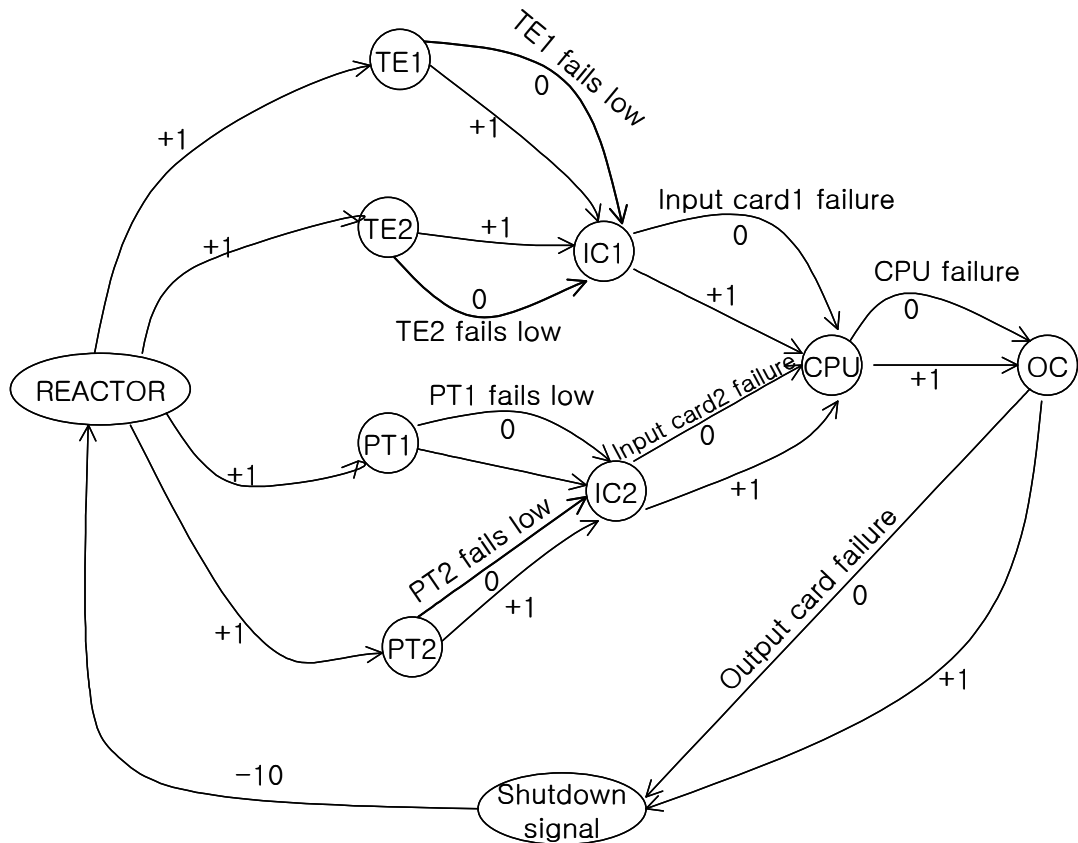 TE1 fails low
TE1
0
+1
+1
Input card1 failure
TE2
+1
0
+1
IC1
CPU failure
0
+1
0
TE2 fails low
CPU
OC
Input card2 failure
+1
REACTOR
PT1 fails low
0
0
PT1
+1
IC2
+1
PT2 fails low
0
+1
Output card failure
0
+1
PT2
+1
-10
Shutdown
signal